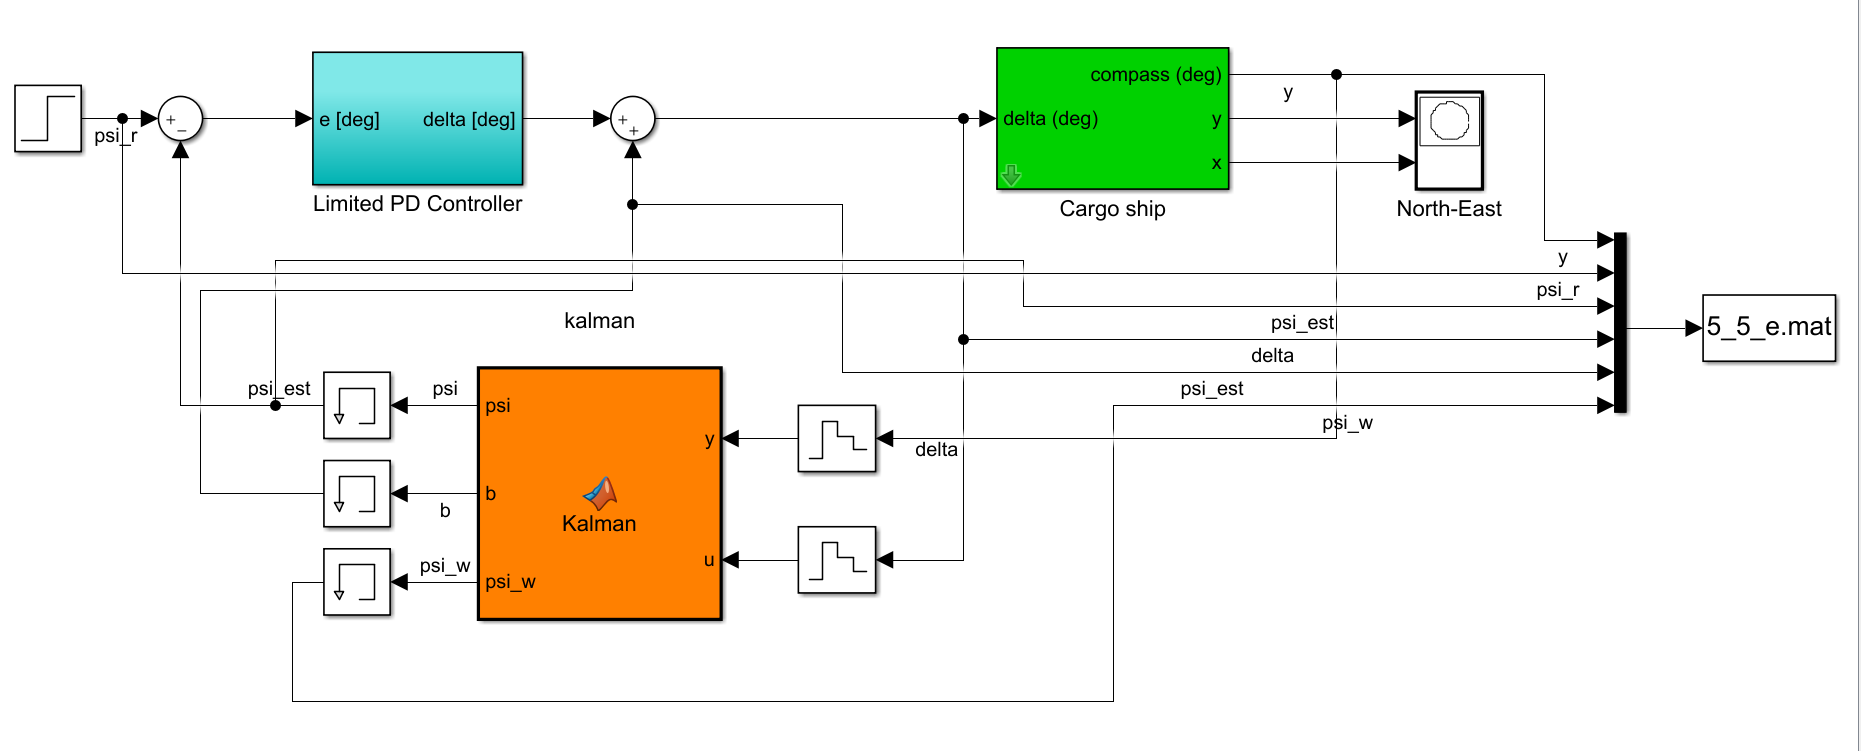 compass (deg)
y
psi_r
+
−
e [deg]
delta [deg]
+
+
delta (deg)
y
x
Limited PD Controller
Cargo ship
North-East
y
psi_r
kalman
psi_est
5_5_e.mat
delta
psi_est
psi
psi
psi_est
psi_w
y
delta
b
b
Kalman
psi_w
u
psi_w